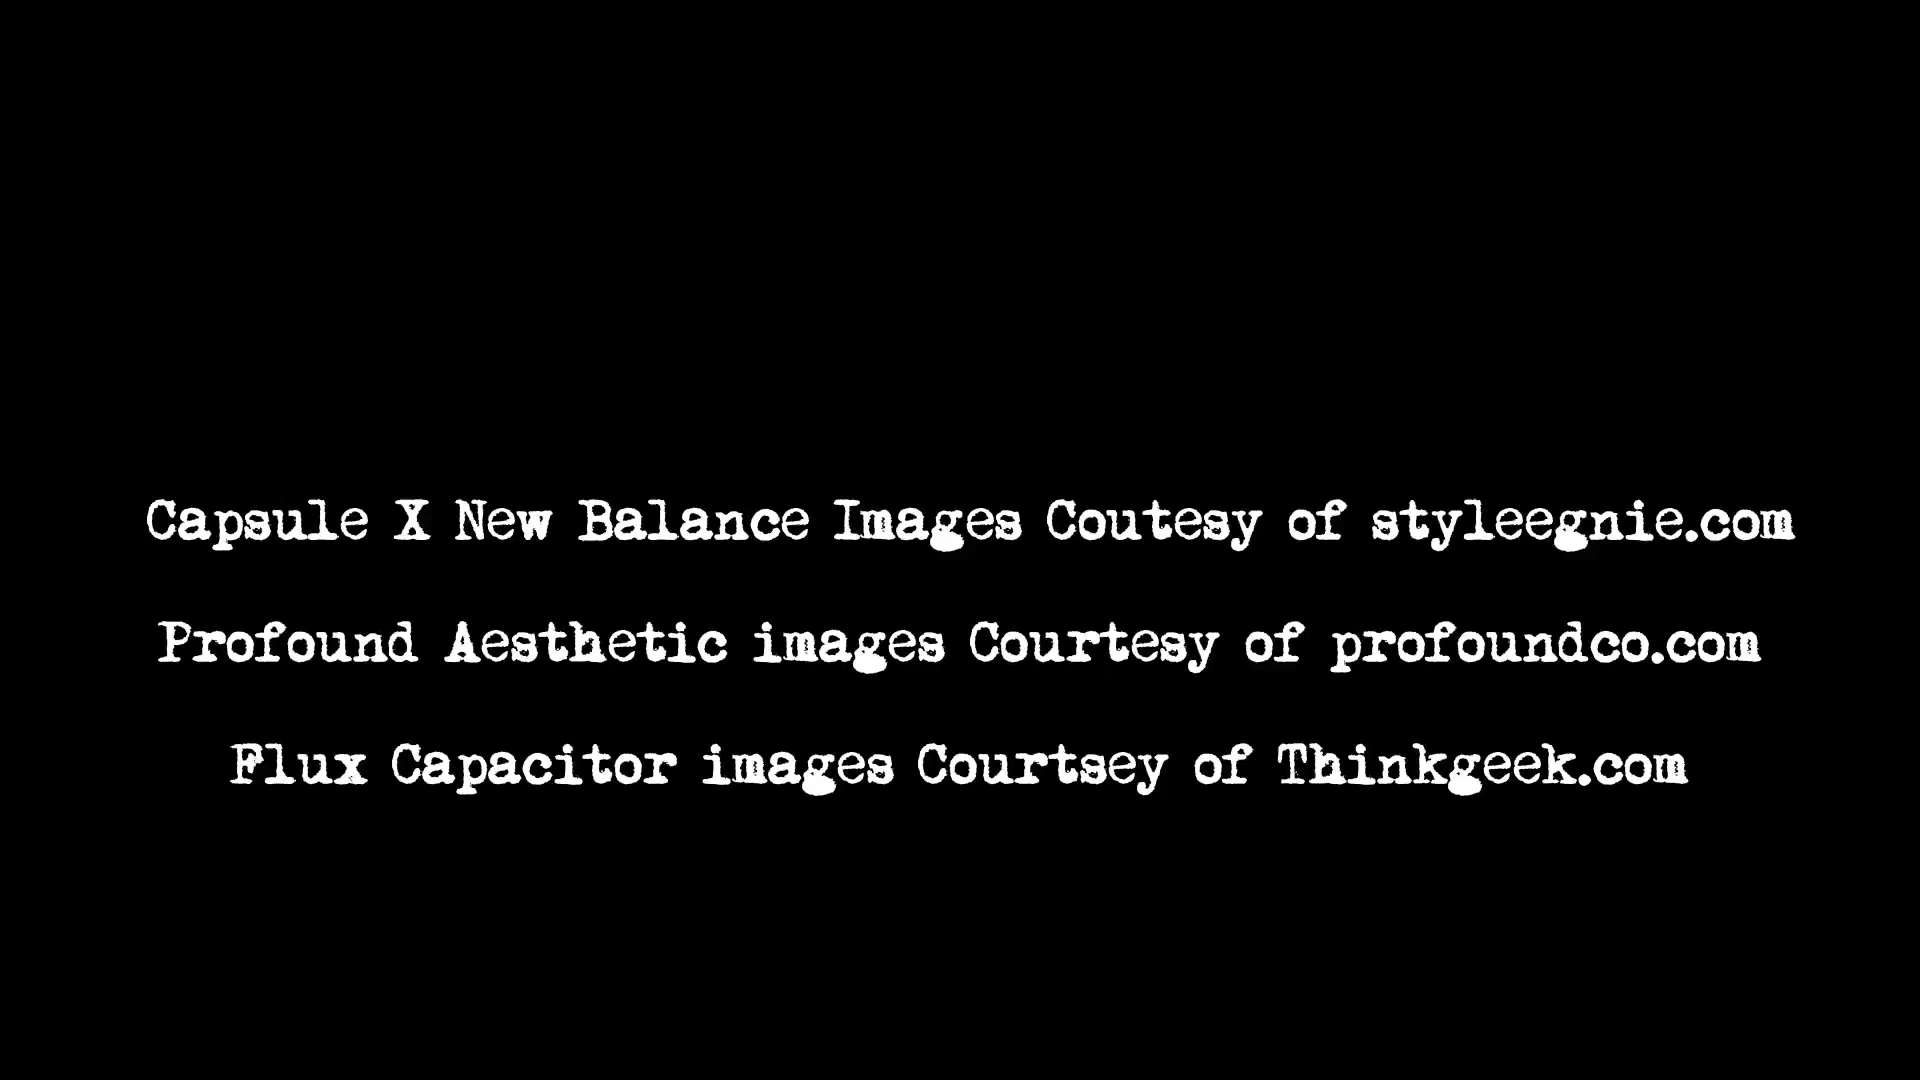 Capsule X New Balance Images Coutesy of styleegnie.com
Profound Aesthetic images Courtesy of profoundco.com
Flux Capacitor images Courtsey of Thinkgeek.com